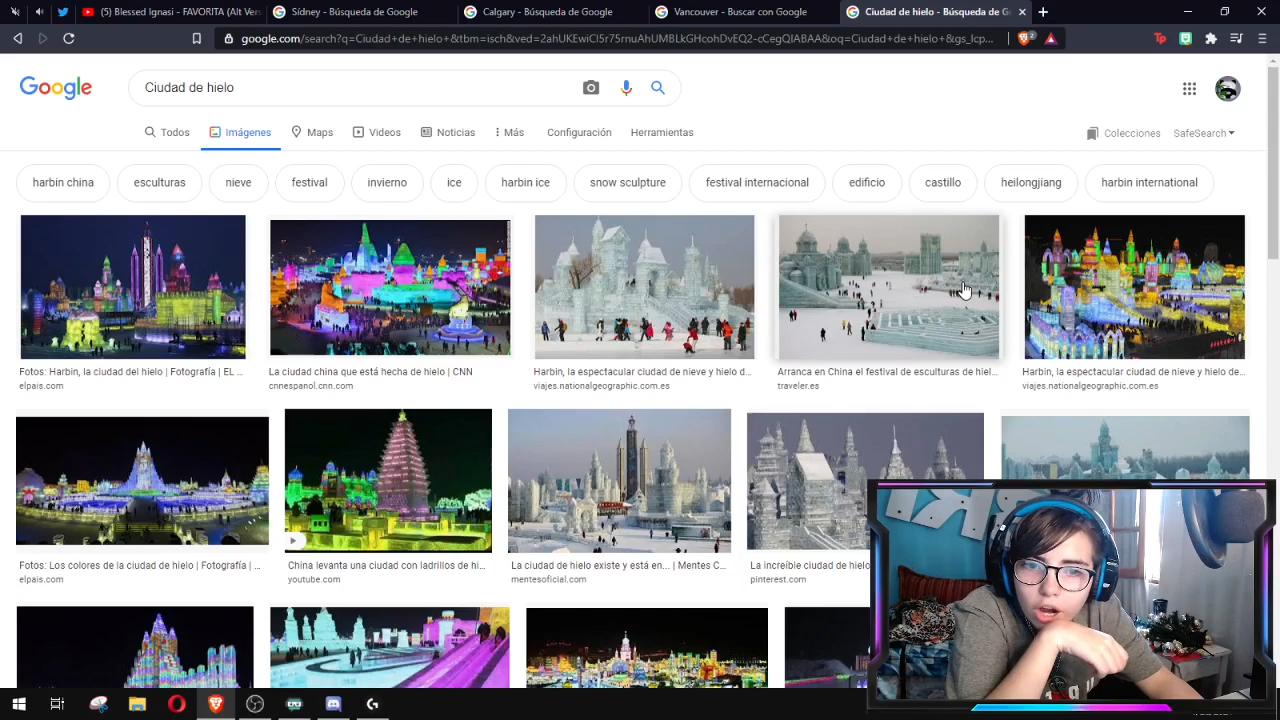 (5) Blessed Ignasi - FAVORITA (Alt Vers
Sídney - Búsqueda de Google
Calgary - Búsqueda de Google
Vancouver - Buscar con Google
Ciudad de hielo - Búsqueda de Go
google.com/search?q=Ciudad+de+hielo+&tbm=isch&ved=2ahUKEwiCl5r75rnuAhUMBLkGHcohDvEQ2-cCegQIABAA&oq=Ciudad+de+hielo+&gs_lcp...
2
Tp
Google
Ciudad de hielo
Todos
Imágenes
Maps
Videos
Noticias
Más
Configuración
Herramientas
Colecciones
SafeSearch
harbin china
esculturas
nieve
festival
invierno
ice
harbin ice
snow sculpture
festival internacional
edificio
castillo
heilongjiang
harbin international
Fotos: Harbin, la ciudad del hielo | Fotografía | EL ...
elpais.com
La ciudad china que está hecha de hielo | CNN
cnnespanol.cnn.com
Harbin, la espectacular ciudad de nieve y hielo d...
viajes.nationalgeographic.com.es
Arranca en China el festival de esculturas de hiel...
traveler.es
Harbin, la espectacular ciudad de nieve y hielo de...
viajes.nationalgeographic.com.es
Fotos: Los colores de la ciudad de hielo | Fotografía | ...
elpais.com
China levanta una ciudad con ladrillos de hi...
youtube.com
La ciudad de hielo existe y está en... | Mentes C...
mentesoficial.com
La increíble ciudad de hielo
pinterest.com